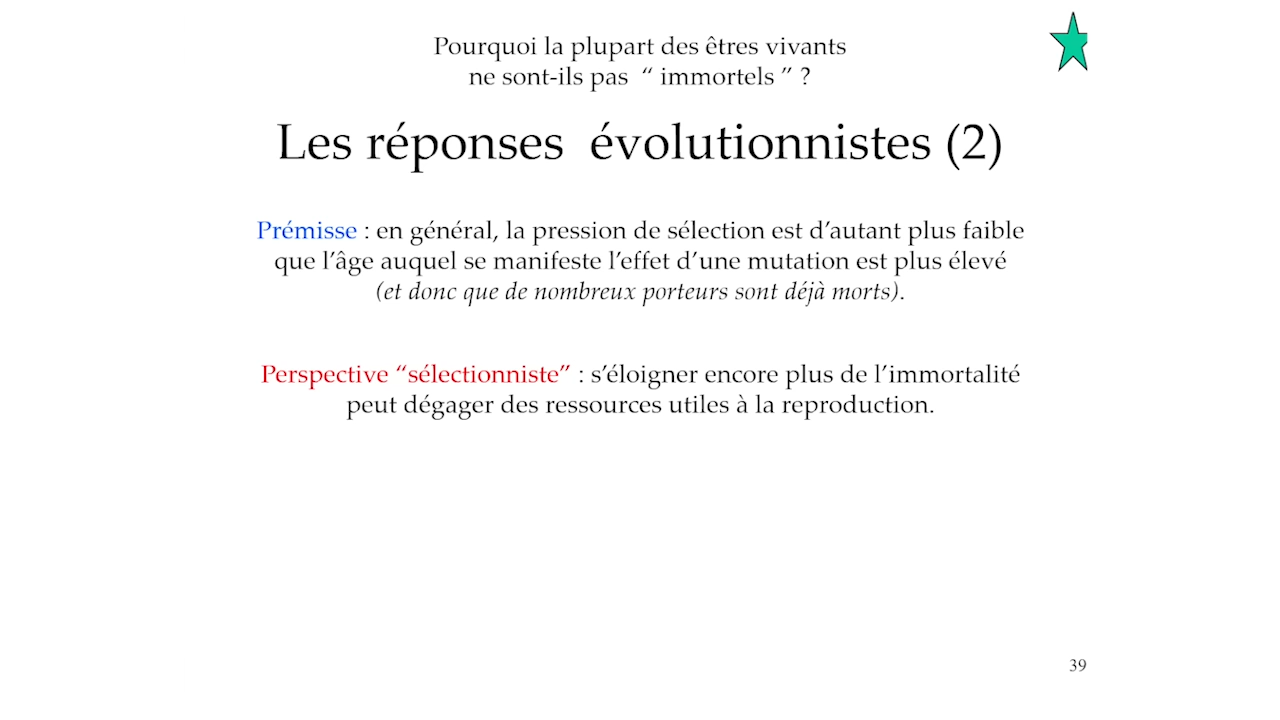 Pourquoi la plupart des êtres vivants
ne sont-ils pas “ immortels ” ?
Les réponses évolutionnistes (2)
Prémisse : en général, la pression de sélection est d’autant plus faible
que l’âge auquel se manifeste l’effet d’une mutation est plus élevé
(et donc que de nombreux porteurs sont déjà morts).
Perspective “sélectionniste” : s’éloigner encore plus de l’immortalité
peut dégager des ressources utiles à la reproduction.
39